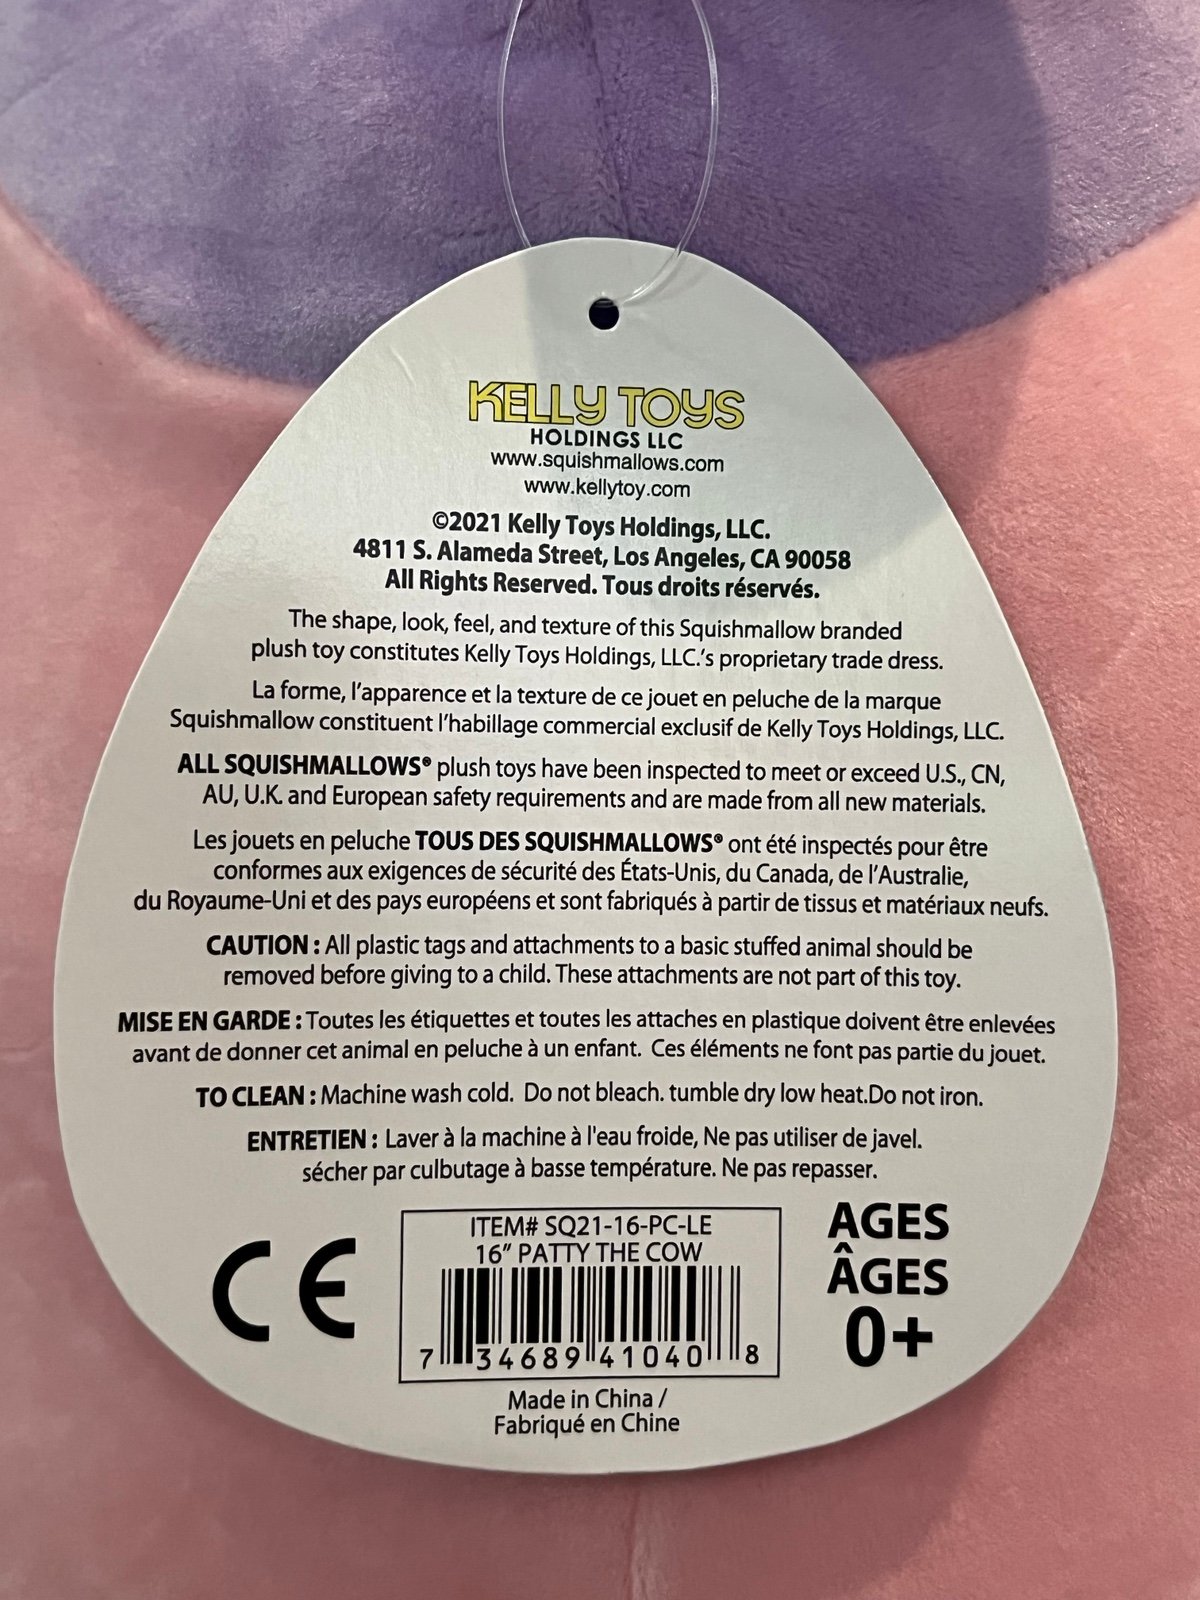 KELLY TOYS
HOLDINGS LLC
www.squishmallows.com
www.kellytoy.com
©2021 Kelly Toys Holdings, LLC.
4811 S. Alameda Street, Los Angeles, CA 90058
All Rights Reserved. Tous droits réservés.
The shape, look, feel, and texture of this Squishmallow branded
plush toy constitutes Kelly Toys Holdings, LLC.'s proprietary trade dress.
La forme, l'apparence et la texture de ce jouet en peluche de la marque
Squishmallow constituent l'habillage commercial exclusif de Kelly Toys Holdings, LLC.
ALL SQUISHMALLOWS® plush toys have been inspected to meet or exceed U.S., CN,
AU, U.K. and European safety requirements and are made from all new materials.
Les jouets en peluche TOUS DES SQUISHMALLOWS® ont été inspectés pour être
conformes aux exigences de sécurité des États-Unis, du Canada, de l'Australie,
du Royaume-Uni et des pays européens et sont fabriqués à partir de tissus et matériaux neufs.
CAUTION : All plastic tags and attachments to a basic stuffed animal should be
removed before giving to a child. These attachments are not part of this toy.
MISE EN GARDE : Toutes les étiquettes et toutes les attaches en plastique doivent être enlevées
avant de donner cet animal en peluche à un enfant. Ces éléments ne font pas partie du jouet.
TO CLEAN : Machine wash cold. Do not bleach. tumble dry low heat.Do not iron.
ENTRETIEN : Laver à la machine à l'eau froide, Ne pas utiliser de javel.
sécher par culbutage à basse température. Ne pas repasser.
CE
ITEM# SQ21-16-PC-LE
16" PATTY THE COW
7 34689 41040 8
AGES
ÂGES
0+
Made in China /
Fabriqué en Chine